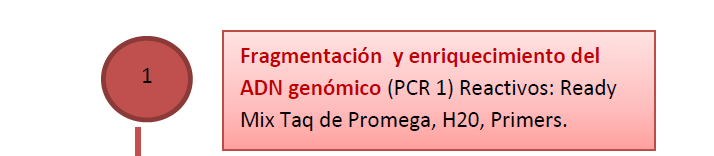 1
Fragmentación y enriquecimiento del
ADN genómico (PCR 1) Reactivos: Ready
Mix Taq de Promega, H20, Primers.